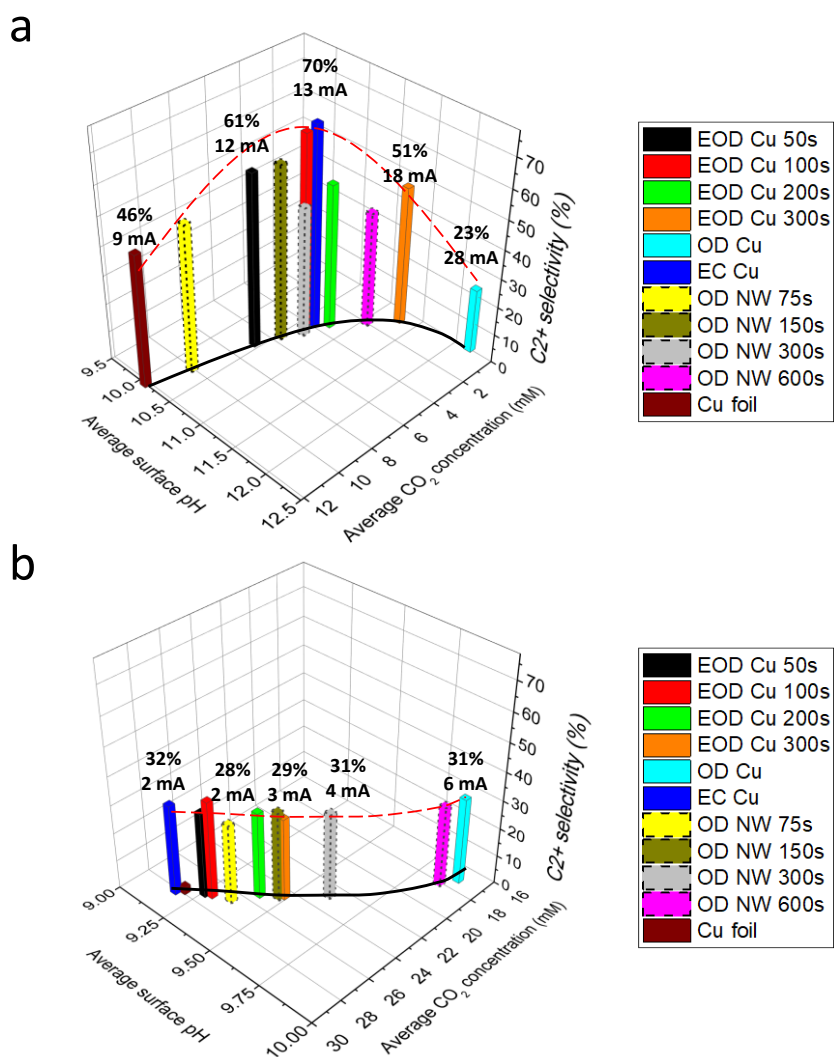 a
70%
13 mA
61%
12 mA
51%
18 mA
46%
9 mA
23%
28 mA
70
60
50
40
30
20
10
0
C2+ selectivity (%)
9.5
10.0
10.5
11.0
11.5
12.0
12.5
Average surface pH
2
4
6
8
10
12
Average CO2 concentration (mM)
EOD Cu 50s
EOD Cu 100s
EOD Cu 200s
EOD Cu 300s
OD Cu
EC Cu
OD NW 75s
OD NW 150s
OD NW 300s
OD NW 600s
Cu foil
b
32%
2 mA
28%
2 mA
29%
3 mA
31%
4 mA
31%
6 mA
70
60
50
40
30
20
10
0
C2+ selectivity (%)
9.00
9.25
9.50
9.75
10.00
Average surface pH
16
18
20
22
24
26
28
30
Average CO2 concentration (mM)
EOD Cu 50s
EOD Cu 100s
EOD Cu 200s
EOD Cu 300s
OD Cu
EC Cu
OD NW 75s
OD NW 150s
OD NW 300s
OD NW 600s
Cu foil